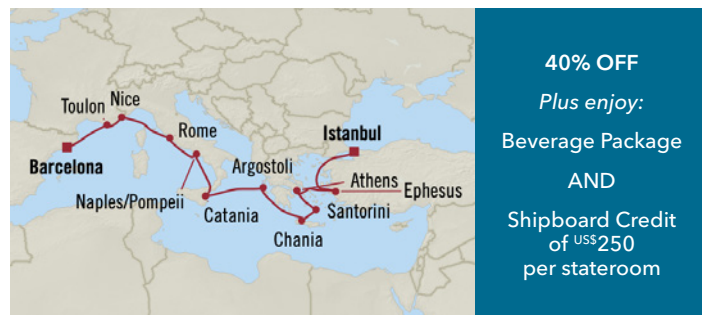 Toulon
Nice
Rome
Istanbul
Barcelona
Argostoli
Athens
Ephesus
Naples/Pompeii
Catania
Santorini
Chania
40% OFF
Plus enjoy:
Beverage Package
AND
Shipboard Credit
of US$250
per stateroom